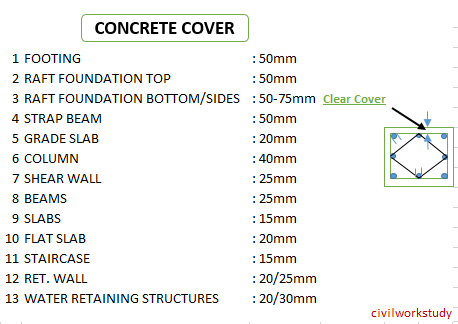 CONCRETE COVER
1 FOOTING : 50mm
2 RAFT FOUNDATION TOP : 50mm
3 RAFT FOUNDATION BOTTOM/SIDES : 50-75mm Clear Cover
4 STRAP BEAM : 50mm
5 GRADE SLAB : 20mm
6 COLUMN : 40mm
7 SHEAR WALL : 25mm
8 BEAMS : 25mm
9 SLABS : 15mm
10 FLAT SLAB : 20mm
11 STAIRCASE : 15mm
12 RET. WALL : 20/25mm
13 WATER RETAINING STRUCTURES : 20/30mm
civilworkstudy